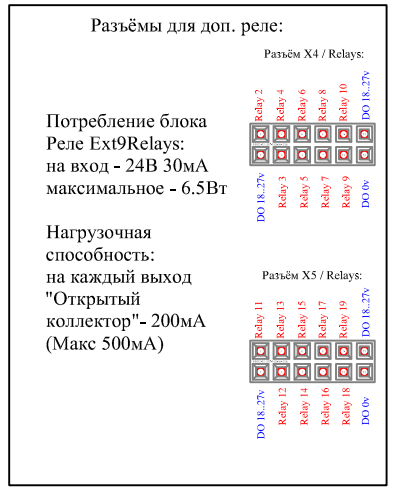 Разъёмы для доп. реле:
Разъём X4 / Relays:
Relay 2
Relay 4
Relay 6
Relay 8
Relay 10
DO 18..27v
DO 18..27v
Relay 3
Relay 5
Relay 7
Relay 9
DO 0v
Потребление блока
Реле Ext9Relays:
на вход - 24В 30мА
максимальное - 6.5Вт
Нагрузочная
способность:
на каждый выход
"Открытый
коллектор"- 200мА
(Макс 500мА)
Разъём X5 / Relays:
Relay 11
Relay 13
Relay 15
Relay 17
Relay 19
DO 18..27v
DO 18..27v
Relay 12
Relay 14
Relay 16
Relay 18
DO 0v